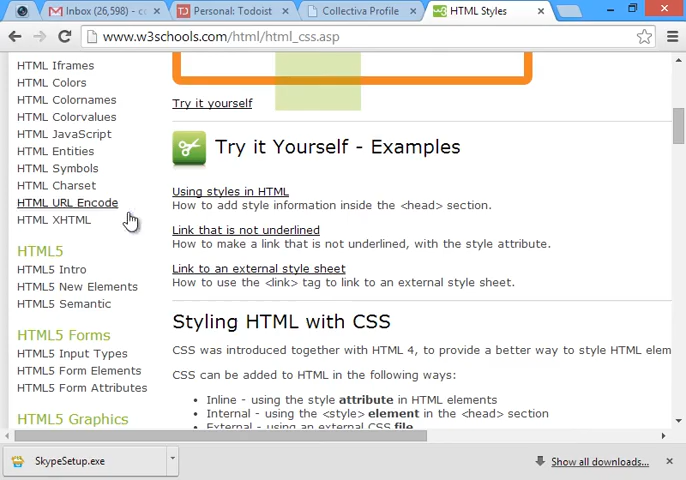 Inbox (26,598) - c
Personal: Todoist
Collectiva Profile
HTML Styles
www.w3schools.com/html/html_css.asp
HTML Iframes
HTML Colors
HTML Colornames
HTML Colorvalues
HTML JavaScript
HTML Entities
HTML Symbols
HTML Charset
HTML URL Encode
HTML XHTML
HTML5
HTML5 Intro
HTML5 New Elements
HTML5 Semantic
HTML5 Forms
HTML5 Input Types
HTML5 Form Elements
HTML5 Form Attributes
HTML5 Graphics
Try it yourself
Try it Yourself - Examples
Using styles in HTML
How to add style information inside the <head> section.
Link that is not underlined
How to make a link that is not underlined, with the style attribute.
Link to an external style sheet
How to use the <link> tag to link to an external style sheet.
Styling HTML with CSS
CSS was introduced together with HTML 4, to provide a better way to style HTML elem
CSS can be added to HTML in the following ways:
• Inline - using the style attribute in HTML elements
• Internal - using the <style> element in the <head> section
• External - using an external CSS file
SkypeSetup.exe
Show all downloads...